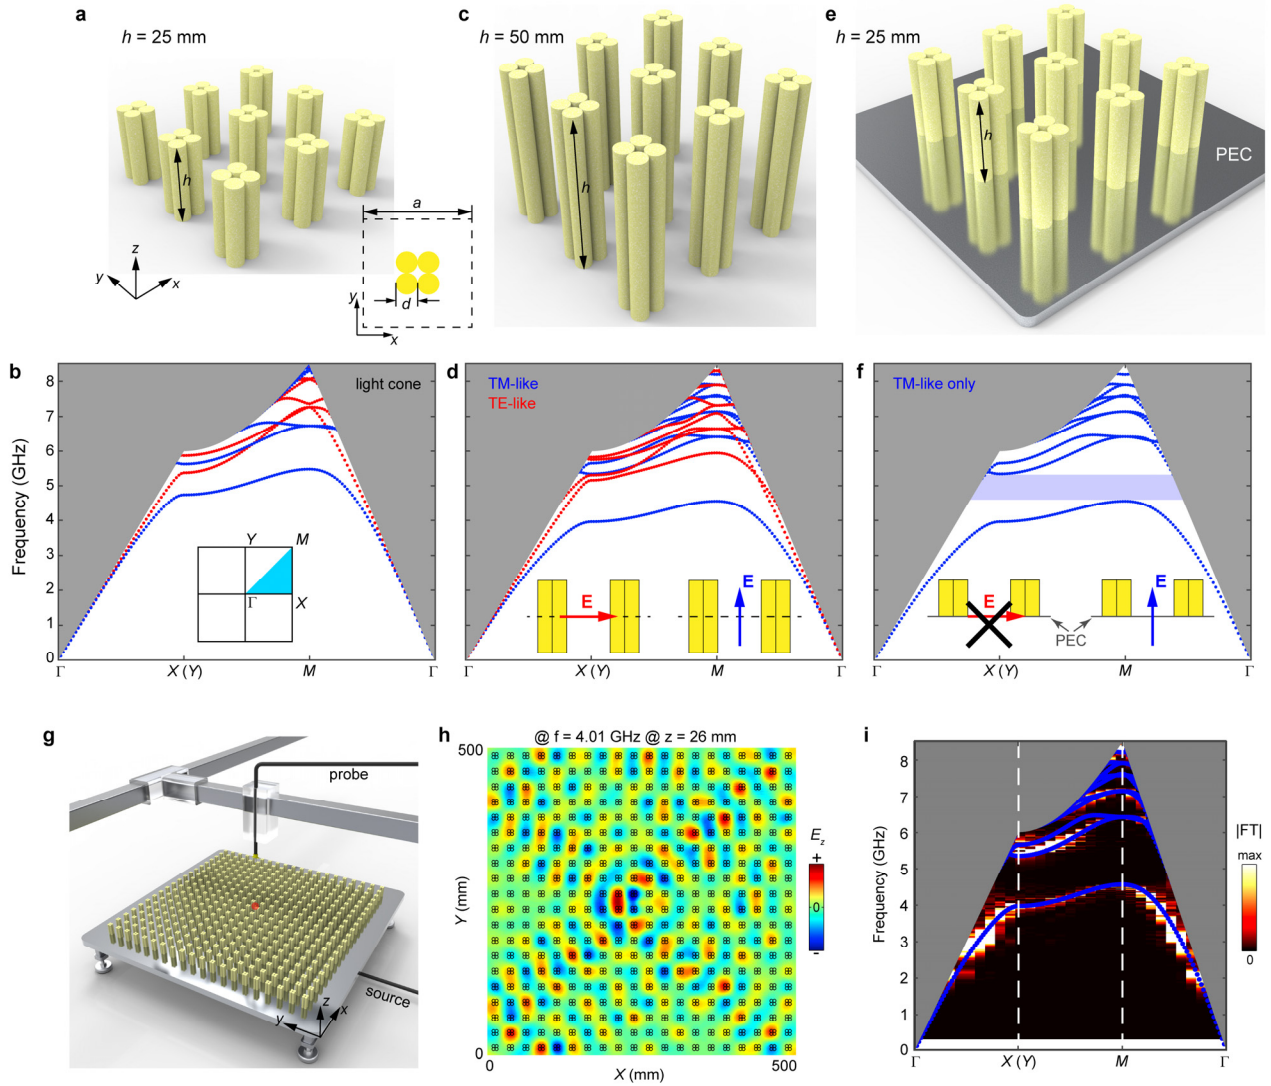 a
h = 25 mm
h
z
y
x
a
d
y
x
c
h = 50 mm
h
e
h = 25 mm
h
PEC
b
light cone
Frequency (GHz)
8
7
6
5
4
3
2
1
0
Y
M
Γ
X
Γ
X (Y)
M
Γ
d
TM-like
TE-like
E
E
Γ
X (Y)
M
Γ
f
TM-like only
E
E
PEC
Γ
X (Y)
M
Γ
g
probe
source
z
x
y
h
@ f = 4.01 GHz @ z = 26 mm
500
Y (mm)
0
0
500
X (mm)
Ez
+
0
-
i
Frequency (GHz)
8
7
6
5
4
3
2
1
0
Γ
X (Y)
M
Γ
|FT|
max
0